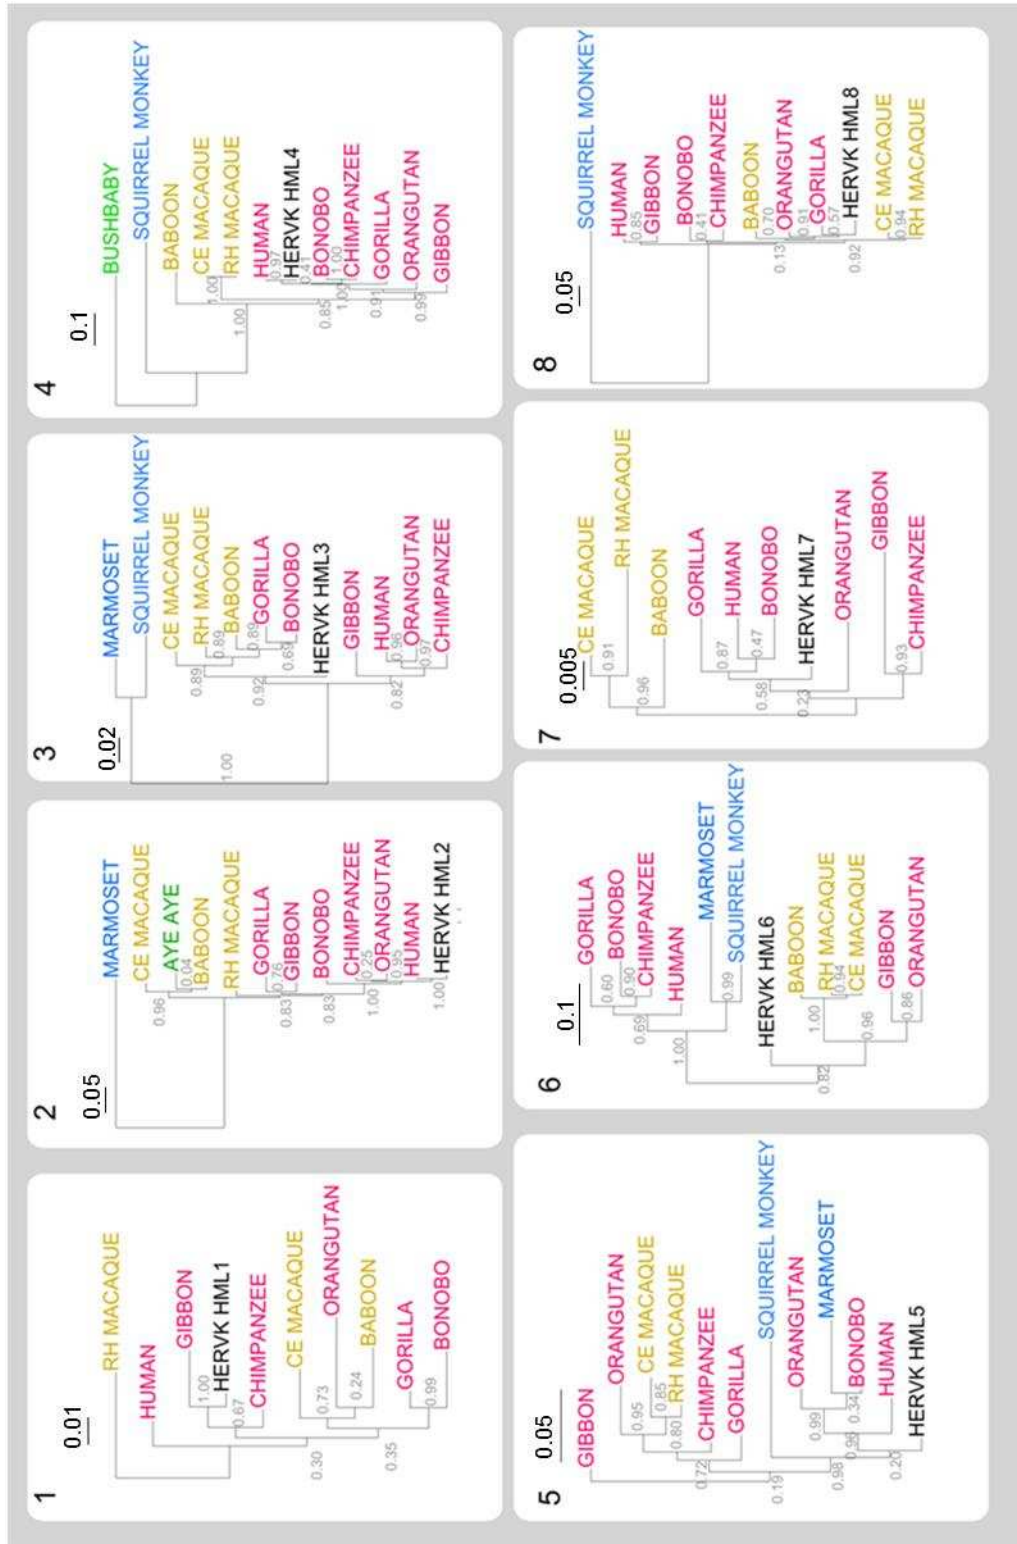 1
0.01
RH MACAQUE
HUMAN
GIBBON
1.00
HERVK HML1
0.67
CHIMPANZEE
0.30
CE MACAQUE
0.73
ORANGUTAN
0.24
BABOON
0.35
GORILLA
0.99
BONOBO
2
0.05
MARMOSET
CE MACAQUE
0.96
AYE AYE
0.04
BABOON
RH MACAQUE
GORILLA
0.76
GIBBON
0.83
BONOBO
0.83
CHIMPANZEE
0.25
ORANGUTAN
1.00
0.95
HUMAN
1.00
HERVK HML2
3
0.02
MARMOSET
SQUIRREL MONKEY
CE MACAQUE
0.89
RH MACAQUE
0.89
BABOON
0.89
GORILLA
0.69
BONOBO
0.92
1.00
HERVK HML3
GIBBON
0.82
HUMAN
0.96
ORANGUTAN
0.97
CHIMPANZEE
4
0.1
BUSHBABY
SQUIRREL MONKEY
BABOON
CE MACAQUE
1.00
RH MACAQUE
1.00
HUMAN
0.97
HERVK HML4
0.41
BONOBO
0.85
1.00
CHIMPANZEE
1.00
GORILLA
0.91
ORANGUTAN
0.99
GIBBON
5
0.05
GIBBON
ORANGUTAN
0.95
CE MACAQUE
0.85
RH MACAQUE
0.80
CHIMPANZEE
0.72
GORILLA
0.19
SQUIRREL MONKEY
ORANGUTAN
0.99
MARMOSET
0.34
BONOBO
0.95
0.98
HUMAN
0.20
HERVK HML5
6
0.1
GORILLA
0.60
BONOBO
0.90
CHIMPANZEE
0.69
HUMAN
1.00
MARMOSET
0.99
SQUIRREL MONKEY
HERVK HML6
0.82
BABOON
1.00
RH MACAQUE
0.94
CE MACAQUE
0.96
GIBBON
0.86
ORANGUTAN
7
0.005
CE MACAQUE
0.91
RH MACAQUE
0.96
BABOON
GORILLA
0.87
HUMAN
0.47
BONOBO
0.58
HERVK HML7
0.23
ORANGUTAN
GIBBON
0.93
CHIMPANZEE
8
0.05
SQUIRREL MONKEY
HUMAN
0.85
GIBBON
BONOBO
0.41
CHIMPANZEE
BABOON
0.70
0.13
ORANGUTAN
0.91
GORILLA
0.57
HERVK HML8
0.92
CE MACAQUE
0.94
RH MACAQUE